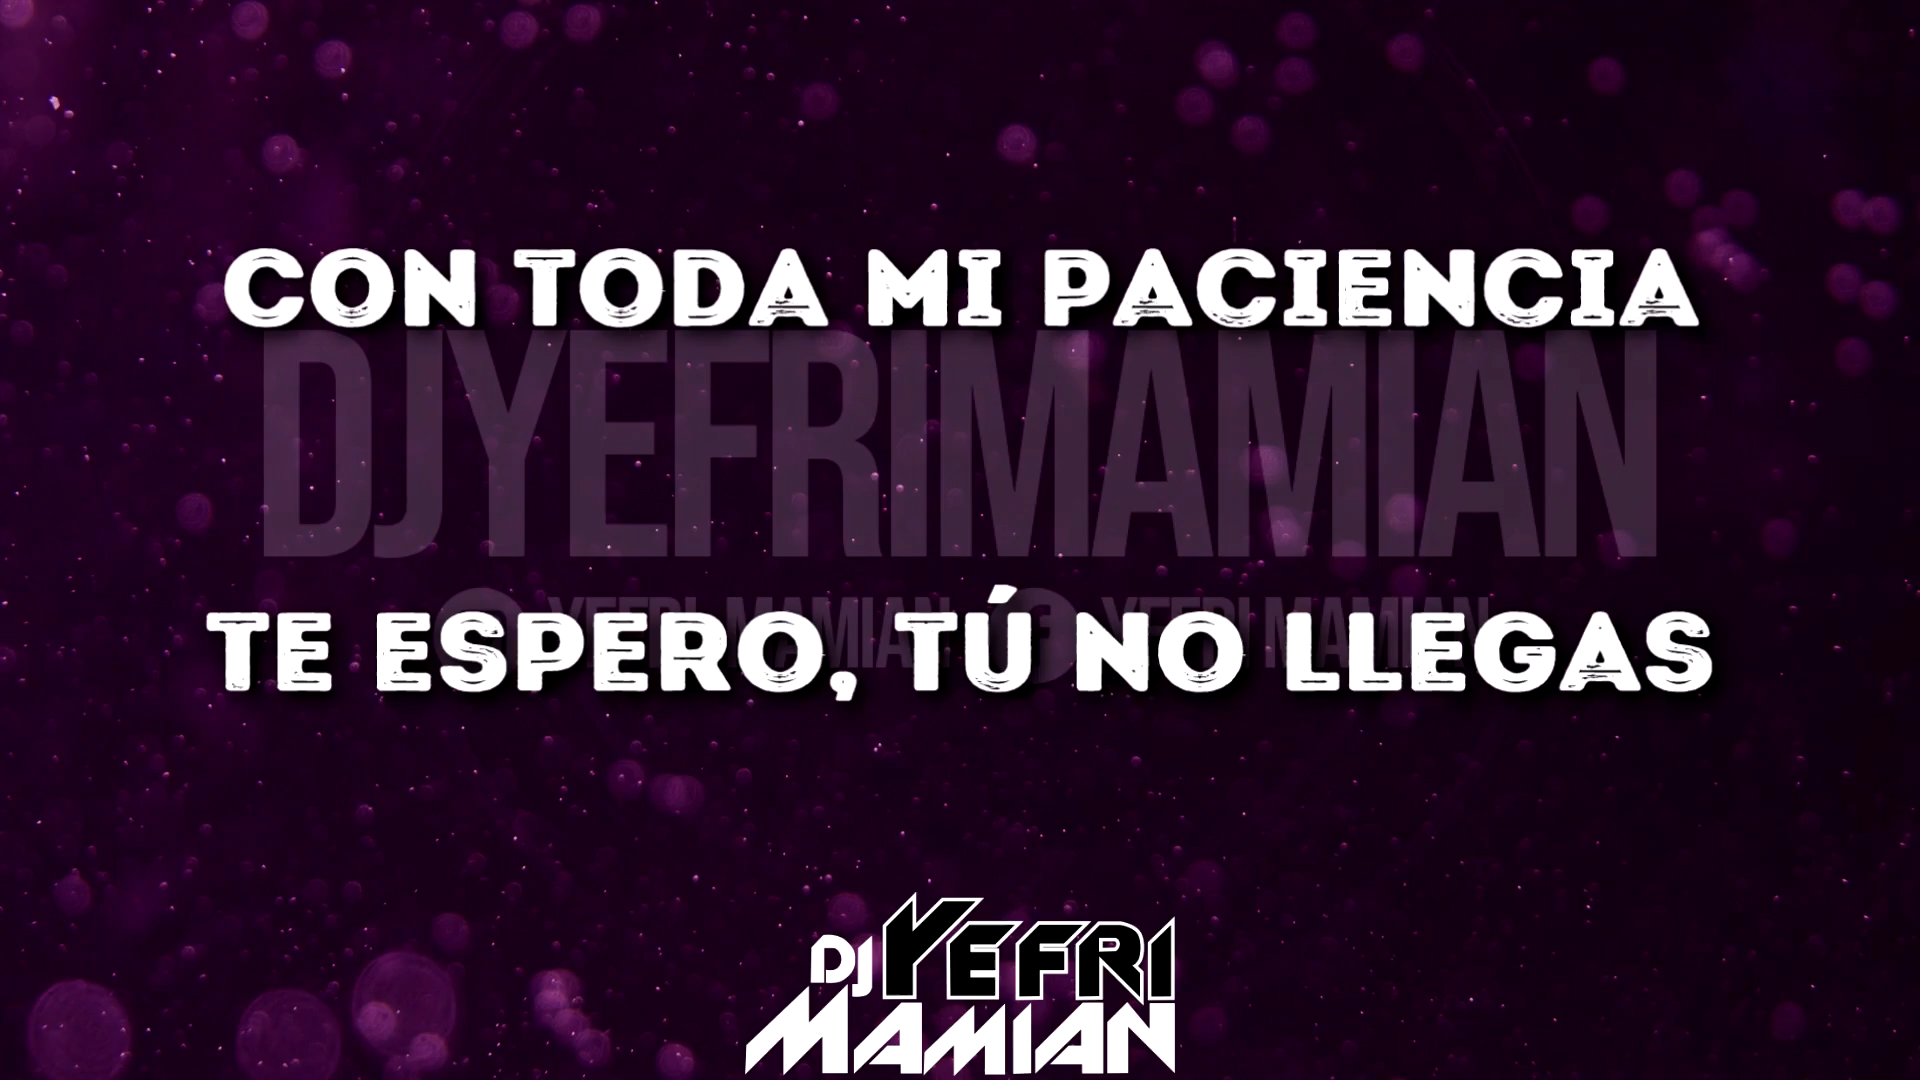 CON TODA MI PACIENCIA
DJYEFRIMAMIAN
YEFRI MAMIAN YEFRI MAMIAN
TE ESPERO, TÚ NO LLEGAS
DJ YEFRI
MAMIAN